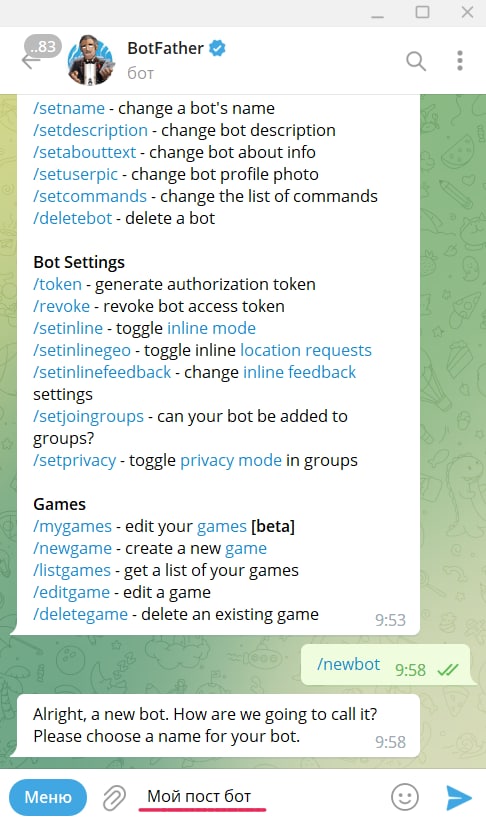 ..83
BotFather
бот
/setname - change a bot's name
/setdescription - change bot description
/setabouttext - change bot about info
/setuserpic - change bot profile photo
/setcommands - change the list of commands
/deletebot - delete a bot
Bot Settings
/token - generate authorization token
/revoke - revoke bot access token
/setinline - toggle inline mode
/setinlinegeo - toggle inline location requests
/setinlinefeedback - change inline feedback
settings
/setjoingroups - can your bot be added to
groups?
/setprivacy - toggle privacy mode in groups
Games
/mygames - edit your games [beta]
/newgame - create a new game
/listgames - get a list of your games
/editgame - edit a game
/deletegame - delete an existing game
9:53
/newbot 9:58
Alright, a new bot. How are we going to call it?
Please choose a name for your bot.
9:58
Меню Мой пост бот